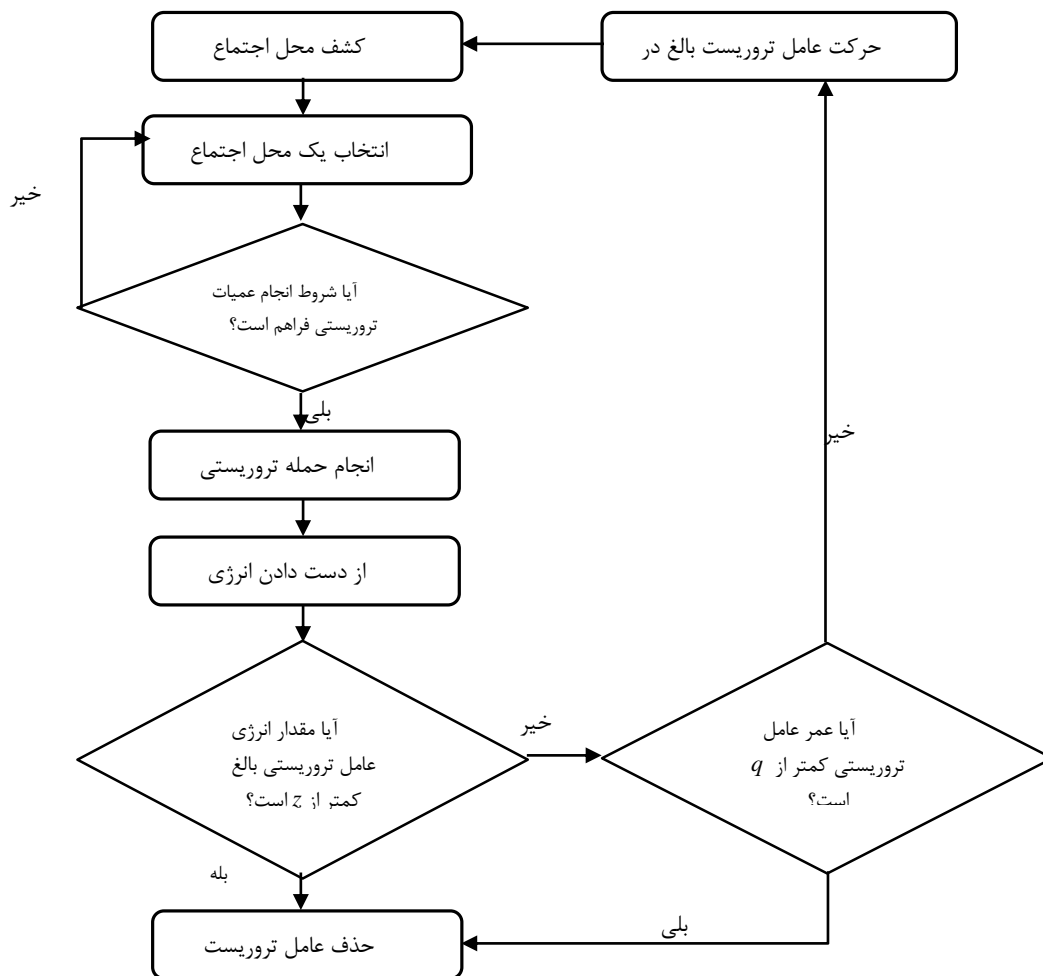 کشف محل اجتماع
حرکت عامل تروریست بالغ در
انتخاب یک محل اجتماع
خیر
آیا شروط انجام عمیات
تروریستی فراهم است؟
بلی
خیر
انجام حمله تروریستی
از دست دادن انرژی
آیا مقدار انرژی
عامل تروریستی بالغ
کمتر از z است؟
خیر
آیا عمر عامل
تروریستی کمتر از q
است؟
بله
بلی
حذف عامل تروریست